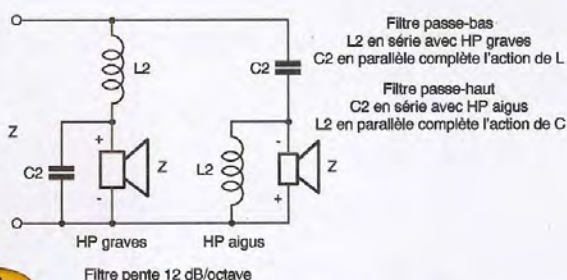 Filtre passe-bas
L2 en série avec HP graves
C2 en parallèle complète l'action de L
Filtre passe-haut
C2 en série avec HP aigus
L2 en parallèle complète l'action de C
L2
C2
Z
+
-
C2
Z
L2
-
+
Z
-
HP graves
HP aigus
Filtre pente 12 dB/octave